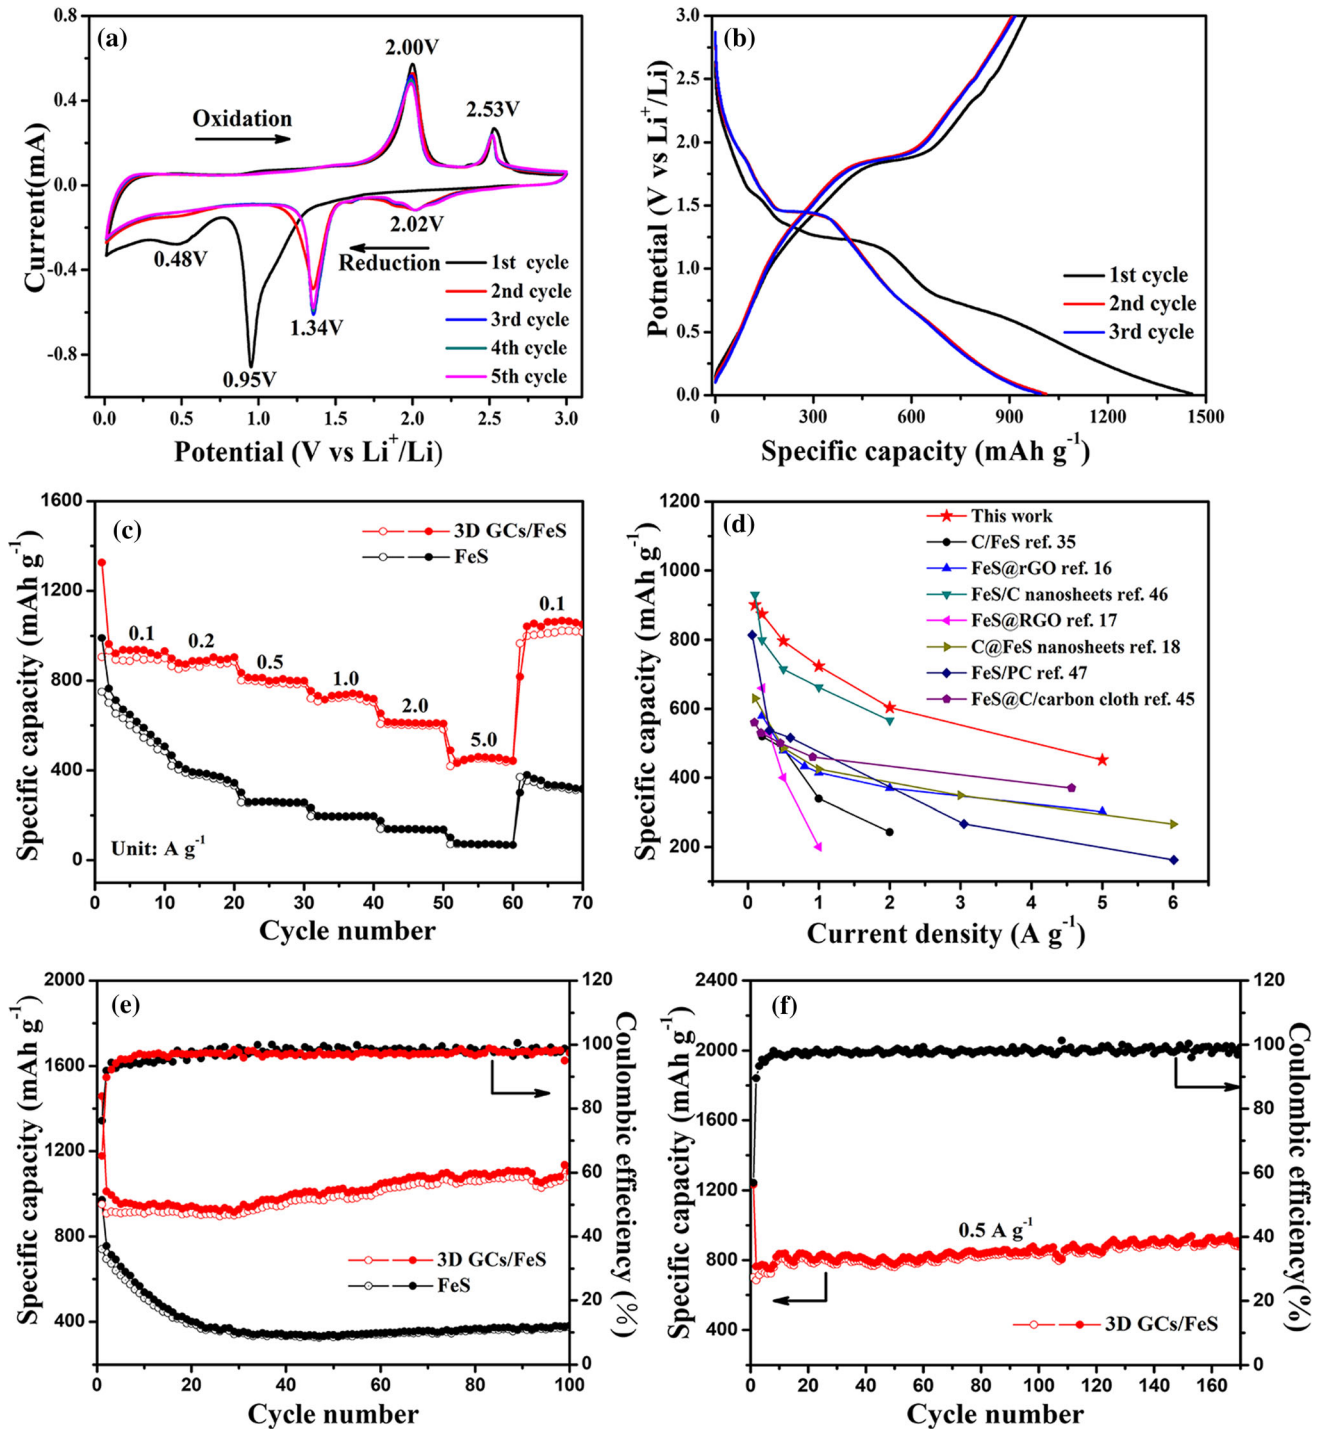 (a)
0.8
0.4
0.0
-0.4
-0.8
Current(mA)
Oxidation
2.00V
2.53V
2.02V
Reduction
0.48V
1.34V
0.95V
1st cycle
2nd cycle
3rd cycle
4th cycle
5th cycle
0.0 0.5 1.0 1.5 2.0 2.5 3.0
Potential (V vs Li⁺/Li)
(b)
3.0
2.5
2.0
1.5
1.0
0.5
0.0
Potnetial (V vs Li⁺/Li)
1st cycle
2nd cycle
3rd cycle
0 300 600 900 1200 1500
Specific capacity (mAh g⁻¹)
(c)
1600
1200
800
400
0
Specific capacity (mAh g⁻¹)
3D GCs/FeS
FeS
0.1
0.2
0.5
1.0
2.0
5.0
0.1
Unit: A g⁻¹
0 10 20 30 40 50 60 70
Cycle number
(d)
1200
1000
800
600
400
200
Specific capacity (mAh g⁻¹)
This work
C/FeS ref. 35
FeS@rGO ref. 16
FeS/C nanosheets ref. 46
FeS@RGO ref. 17
C@FeS nanosheets ref. 18
FeS/PC ref. 47
FeS@C/carbon cloth ref. 45
0 1 2 3 4 5 6
Current density (A g⁻¹)
(e)
2000
1600
1200
800
400
0
Specific capacity (mAh g⁻¹)
3D GCs/FeS
FeS
120
100
80
60
40
20
0
Coulombic effieciency (%)
0 20 40 60 80 100
Cycle number
(f)
2400
2000
1600
1200
800
400
Specific capacity (mAh g⁻¹)
0.5 A g⁻¹
3D GCs/FeS
120
100
80
60
40
20
0
Coulombic efficiency(%)
0 20 40 60 80 100 120 140 160
Cycle number